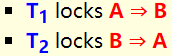 ▪ T1 locks A ⇒ B
▪ T2 locks B ⇒ A